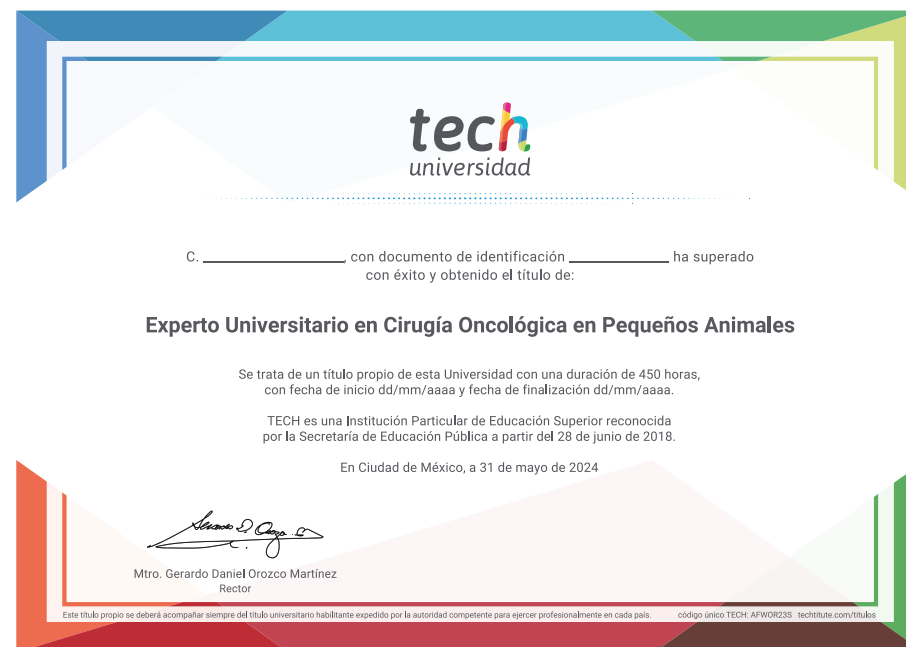 tech
universidad
C. ____________________, con documento de identificación ______________ ha superado
con éxito y obtenido el título de:
Experto Universitario en Cirugía Oncológica en Pequeños Animales
Se trata de un título propio de esta Universidad con una duración de 450 horas,
con fecha de inicio dd/mm/aaaa y fecha de finalización dd/mm/aaaa.
TECH es una Institución Particular de Educación Superior reconocida
por la Secretaría de Educación Pública a partir del 28 de junio de 2018.
En Ciudad de México, a 31 de mayo de 2024
Mtro. Gerardo Daniel Orozco Martínez
Rector
Este título propio se deberá acompañar siempre del título universitario habilitante expedido por la autoridad competente para ejercer profesionalmente en cada país. código único TECH: AFWOR23S techtitute.com/titulos